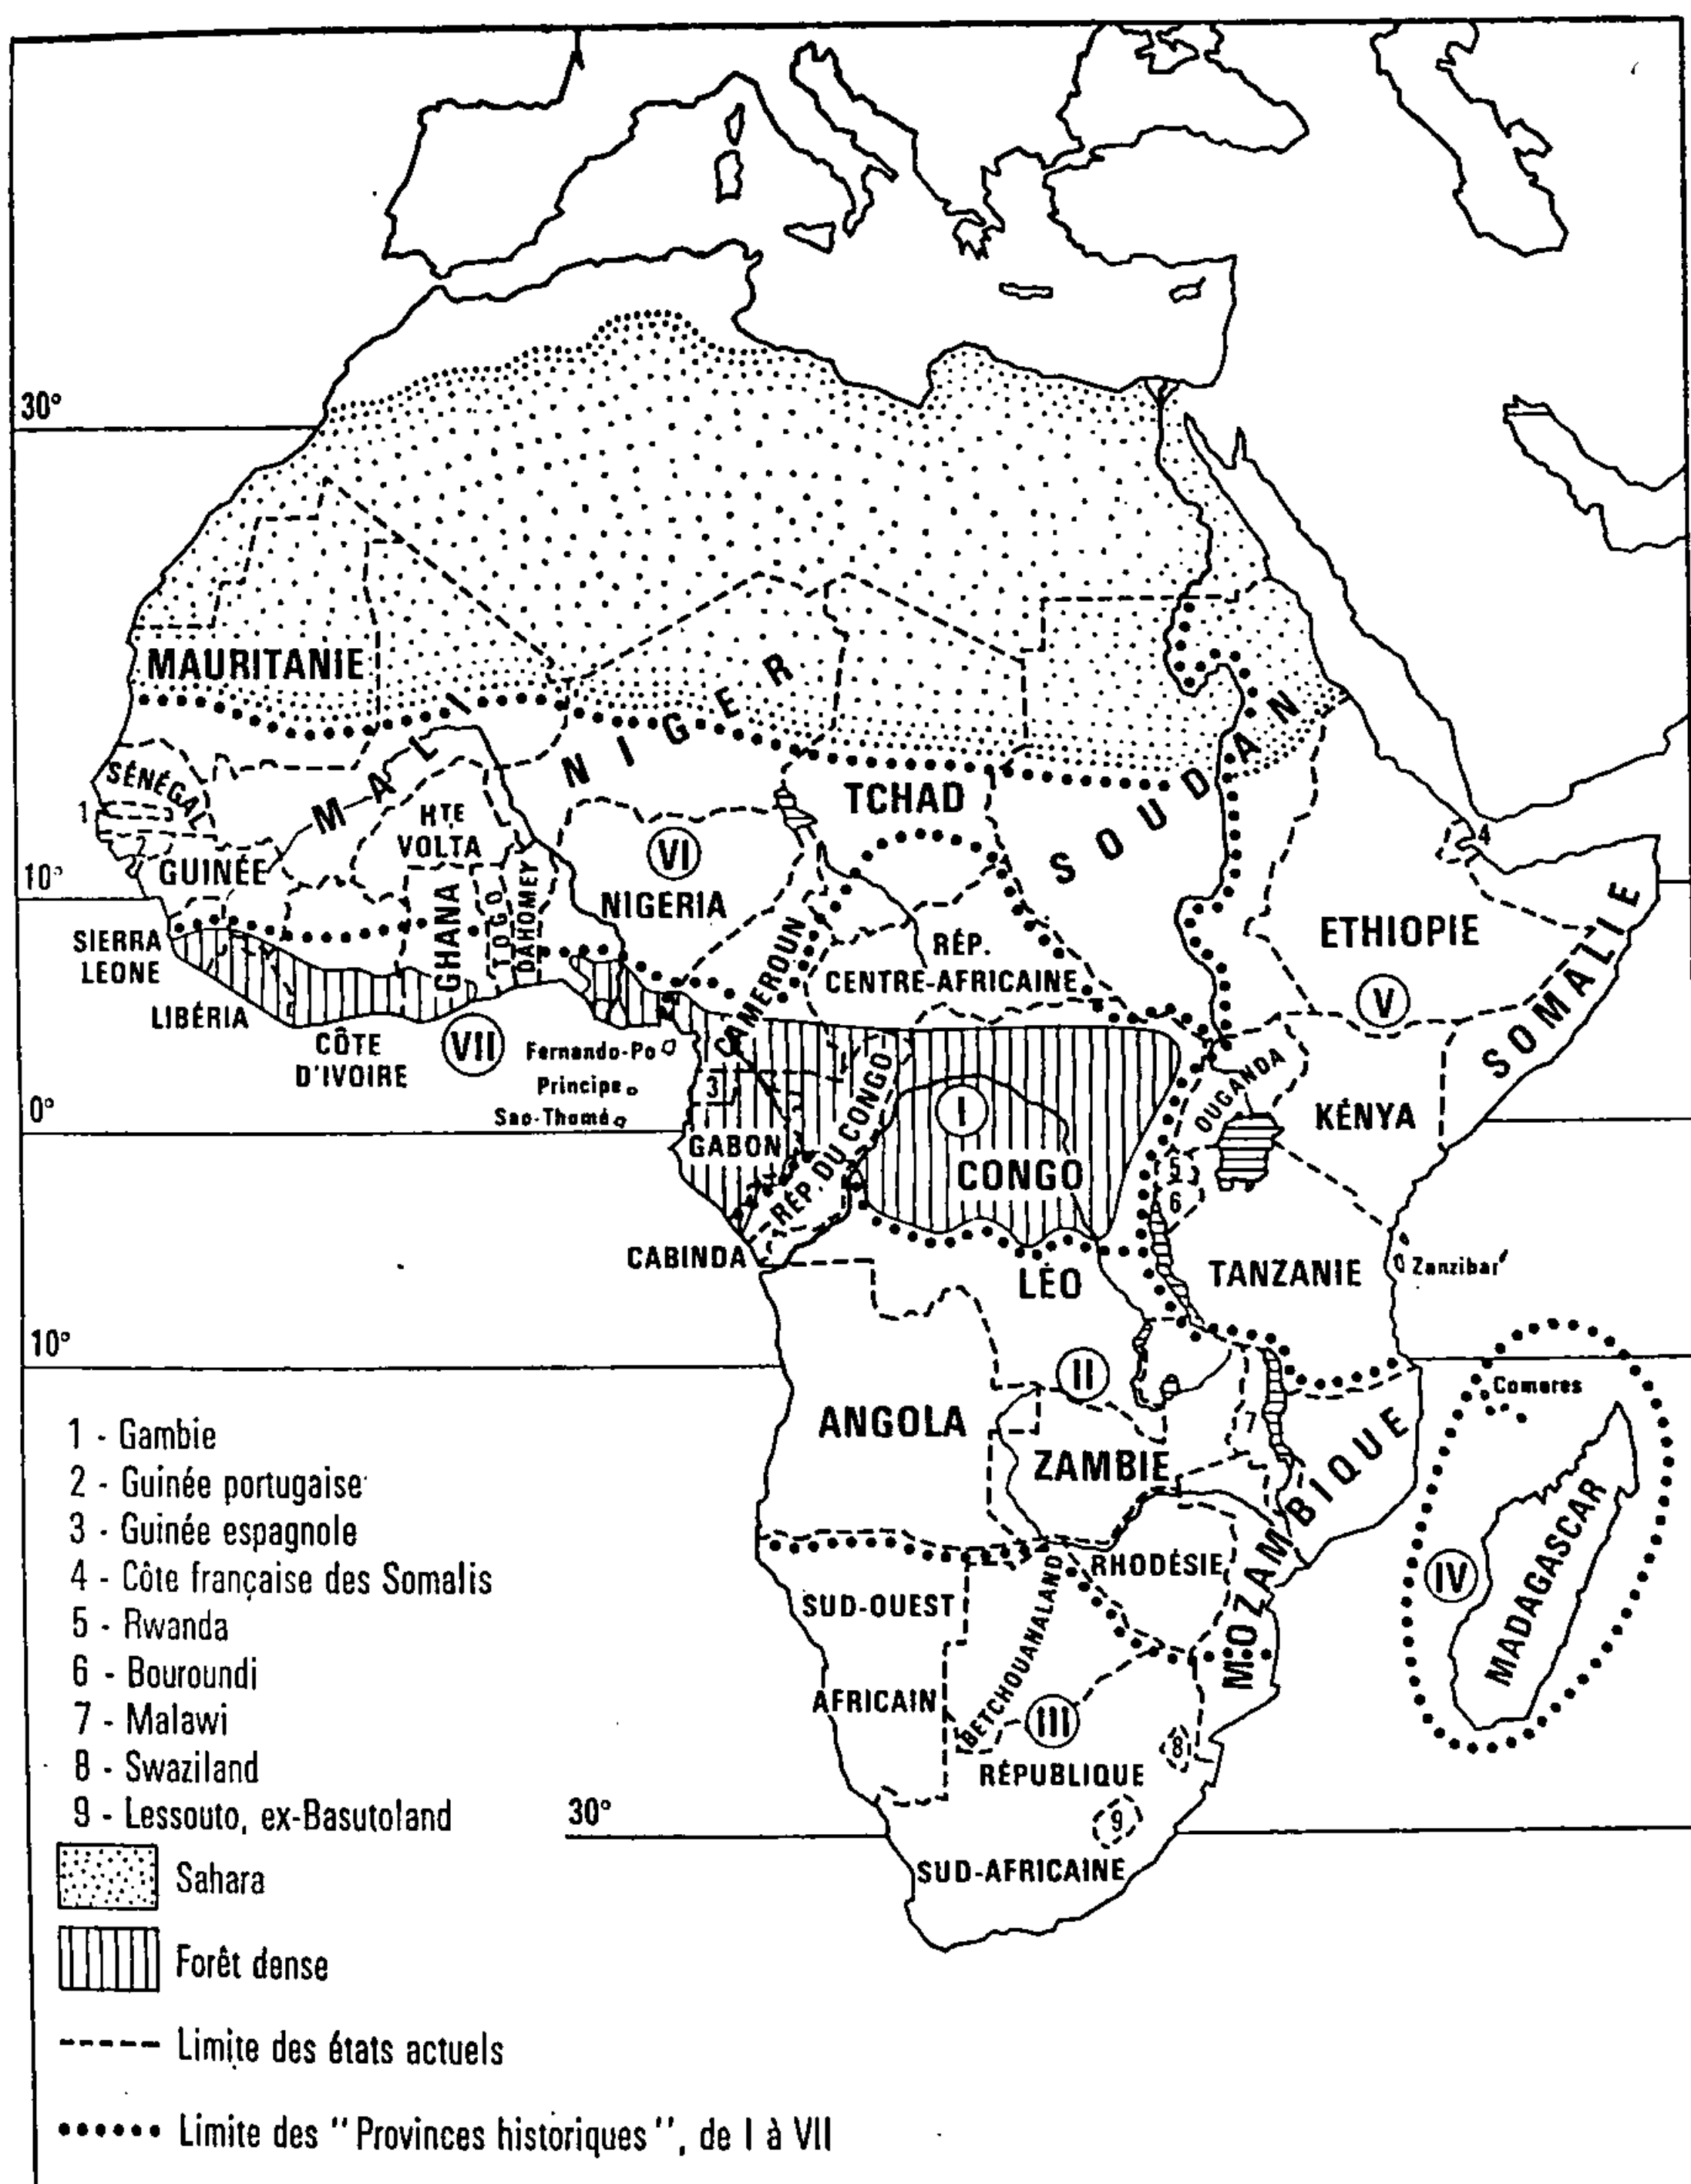 30°
MAURITANIE
MALI
NIGER
SOUDAN
TCHAD
SÉNÉGAL
1
2
HTE
VOLTA
VI
4
GUINÉE
10°
NIGERIA
GHANA
TOGO
DAHOMEY
CAMEROUN
ETHIOPIE
SOMALIE
SIERRA
LEONE
RÉP.
CENTRE-AFRICAINE
V
LIBÉRIA
CÔTE
D'IVOIRE
VII
Fernando-Po
Principe
Sao-Thomé
3
I
OUGANDA
KÉNYA
0°
GABON
RÉP. DU CONGO
CONGO
5
6
CABINDA
LÉO
TANZANIE
Zanzibar
10°
II
Comores
ANGOLA
ZAMBIE
7
MOZAMBIQUE
MADAGASCAR
IV
RHODÉSIE
SUD-OUEST
AFRICAIN
BETCHOUANALAND
III
8
RÉPUBLIQUE
9
SUD-AFRICAINE
30°
1 - Gambie
2 - Guinée portugaise
3 - Guinée espagnole
4 - Côte française des Somalis
5 - Rwanda
6 - Bouroundi
7 - Malawi
8 - Swaziland
9 - Lessouto, ex-Basutoland
Sahara
Forêt dense
Limite des états actuels
Limite des "Provinces historiques", de I à VII